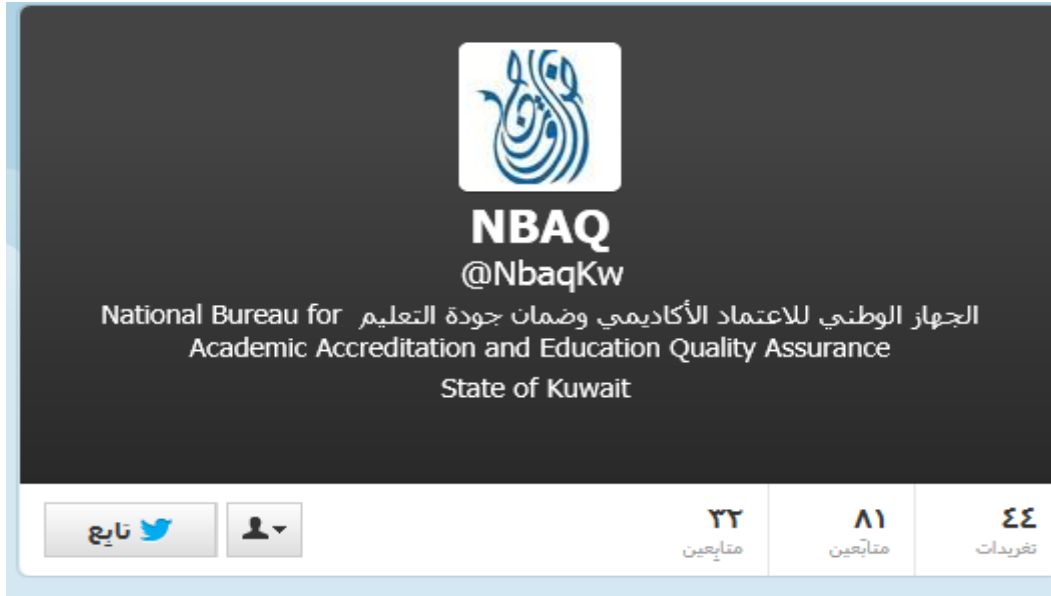 NBAQ
@NbaqKw
الجهاز الوطني للاعتماد الأكاديمي وضمان جودة التعليم National Bureau for
Academic Accreditation and Education Quality Assurance
State of Kuwait
٤٤ ٨١ ٣٢
تغريدات متابَعين متابِعين
تابِع